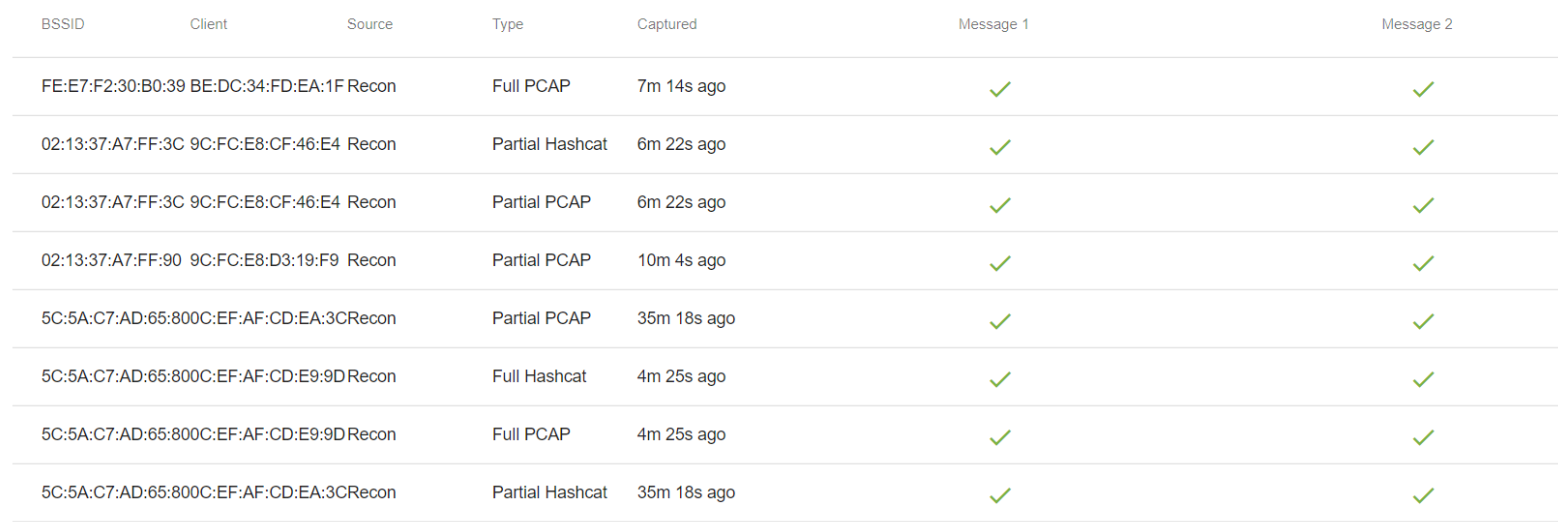 BSSID Client Source Type Captured Message 1 Message 2
FE:E7:F2:30:B0:39 BE:DC:34:FD:EA:1F Recon Full PCAP 7m 14s ago
02:13:37:A7:FF:3C 9C:FC:E8:CF:46:E4 Recon Partial Hashcat 6m 22s ago
02:13:37:A7:FF:3C 9C:FC:E8:CF:46:E4 Recon Partial PCAP 6m 22s ago
02:13:37:A7:FF:90 9C:FC:E8:D3:19:F9 Recon Partial PCAP 10m 4s ago
5C:5A:C7:AD:65:80 0C:EF:AF:CD:EA:3C Recon Partial PCAP 35m 18s ago
5C:5A:C7:AD:65:80 0C:EF:AF:CD:E9:9D Recon Full Hashcat 4m 25s ago
5C:5A:C7:AD:65:80 0C:EF:AF:CD:E9:9D Recon Full PCAP 4m 25s ago
5C:5A:C7:AD:65:80 0C:EF:AF:CD:EA:3C Recon Partial Hashcat 35m 18s ago